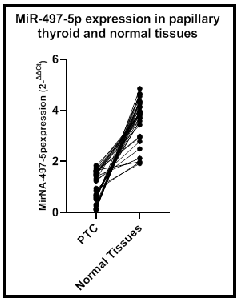 MiR-497-5p expression in papillary
thyroid and normal tissues
MirNA-497-5pexpression (2-ΔΔCt)
6
4
2
0
PTC
Normal Tissues